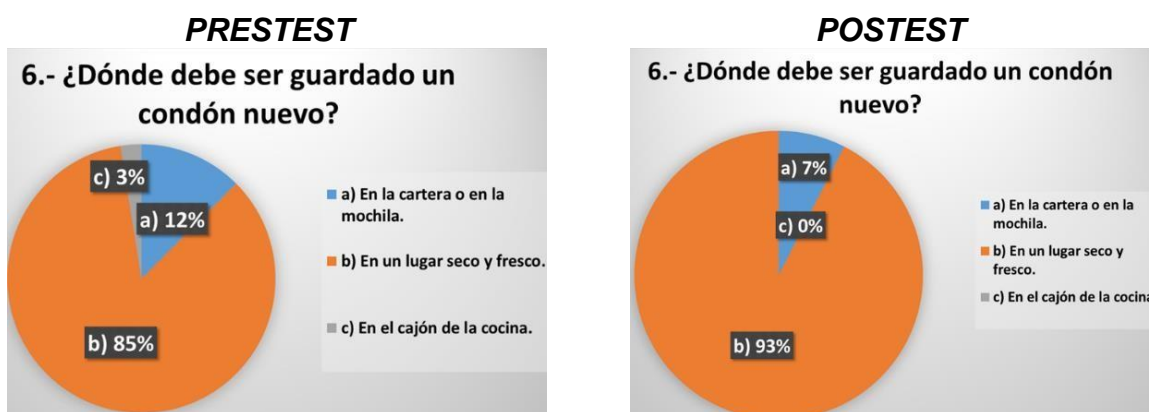 PRESTEST
6.- ¿Dónde debe ser guardado un
condón nuevo?
c) 3%
a) 12%
b) 85%
a) En la cartera o en la
mochila.
b) En un lugar seco y fresco.
c) En el cajón de la cocina.
POSTEST
6.- ¿Dónde debe ser guardado un condón
nuevo?
a) 7%
c) 0%
b) 93%
a) En la cartera o en la
mochila.
b) En un lugar seco y
fresco.
c) En el cajón de la cocina